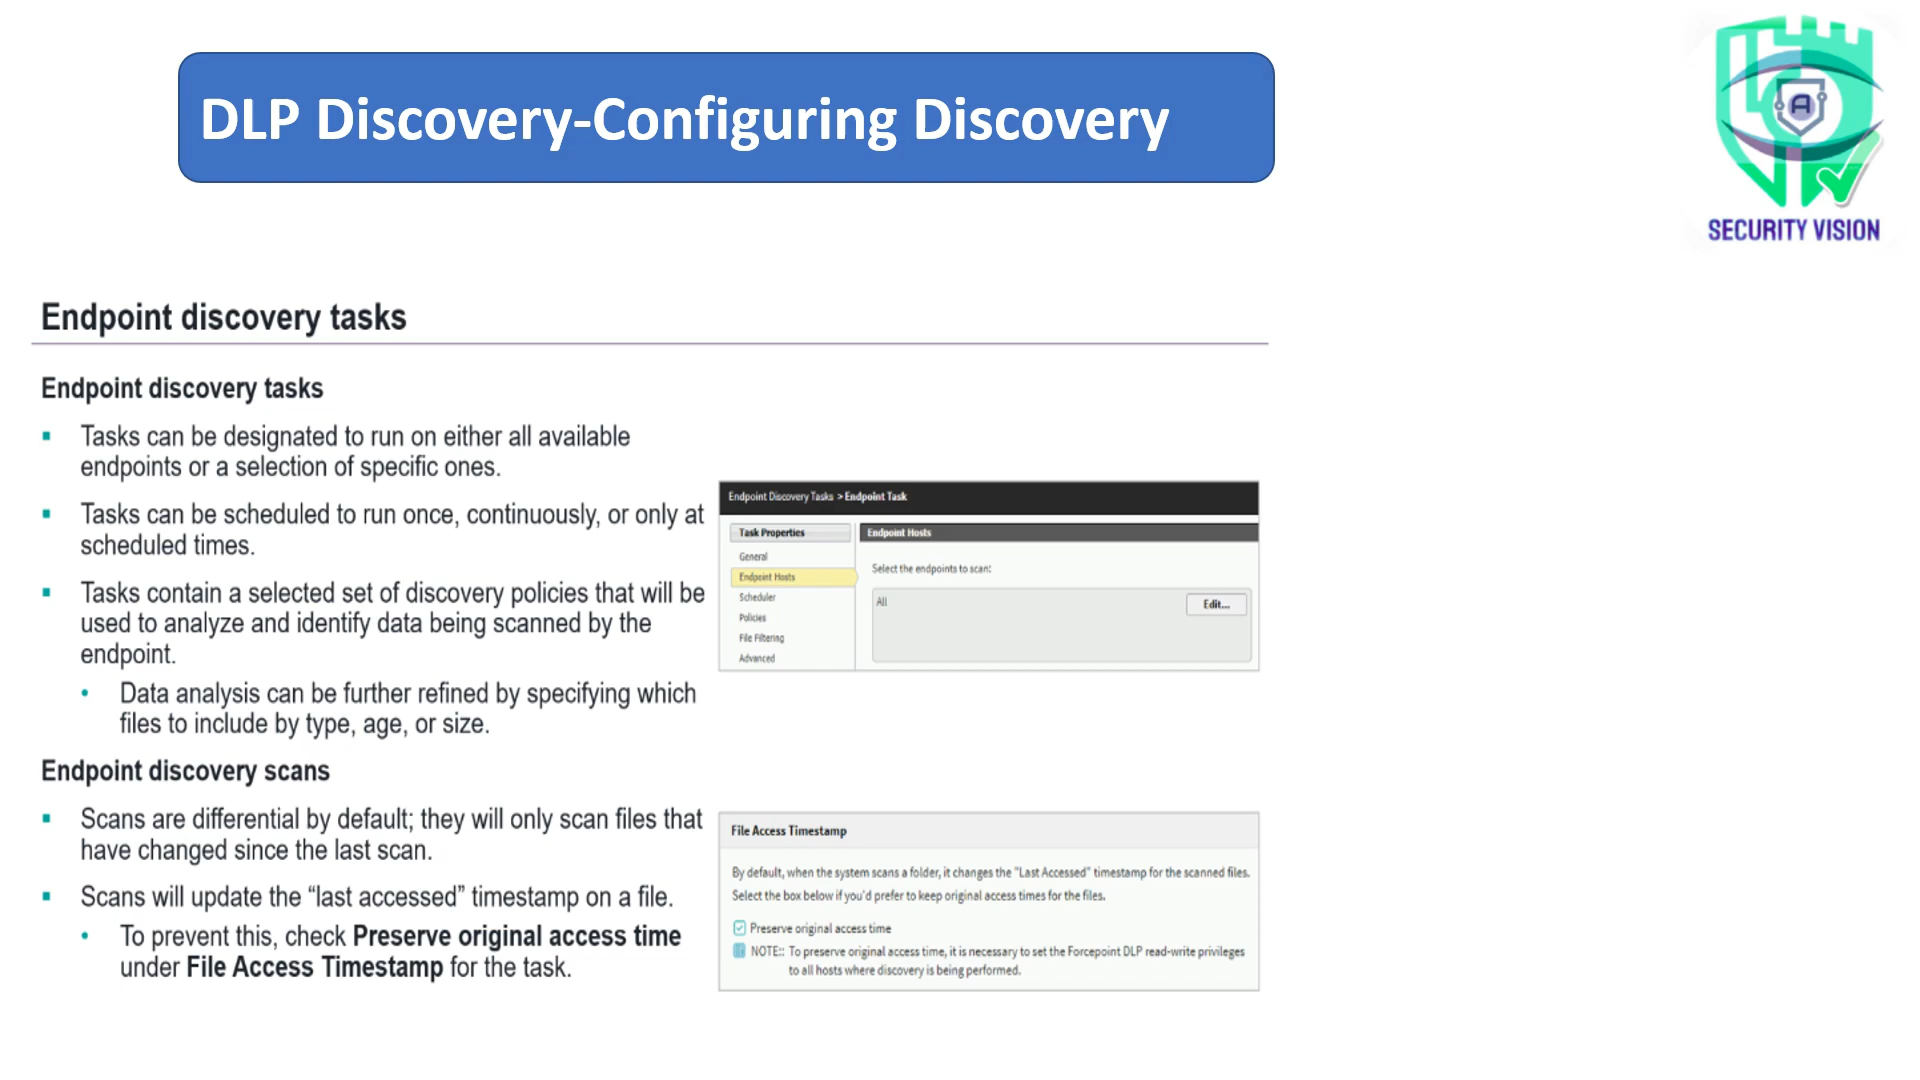 DLP Discovery-Configuring Discovery
A
SECURITY VISION
Endpoint discovery tasks
Endpoint discovery tasks
Tasks can be designated to run on either all available
endpoints or a selection of specific ones.
Tasks can be scheduled to run once, continuously, or only at
scheduled times.
Tasks contain a selected set of discovery policies that will be
used to analyze and identify data being scanned by the
endpoint.
Data analysis can be further refined by specifying which
files to include by type, age, or size.
Endpoint discovery scans
Scans are differential by default; they will only scan files that
have changed since the last scan.
Scans will update the “last accessed” timestamp on a file.
To prevent this, check Preserve original access time
under File Access Timestamp for the task.
Endpoint Discovery Tasks > Endpoint Task
Task Properties
General
Endpoint Hosts
Scheduler
Policies
File Filtering
Advanced
Endpoint Hosts
Select the endpoints to scan:
All
Edit...
File Access Timestamp
By default, when the system scans a folder, it changes the "Last Accessed" timestamp for the scanned files.
Select the box below if you'd prefer to keep original access times for the files.
Preserve original access time
NOTE:: To preserve original access time, it is necessary to set the Forcepoint DLP read-write privileges
to all hosts where discovery is being performed.